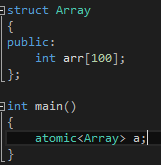 struct Array
{
public:
    int arr[100];
};
int main()
{
    atomic<Array> a;
}